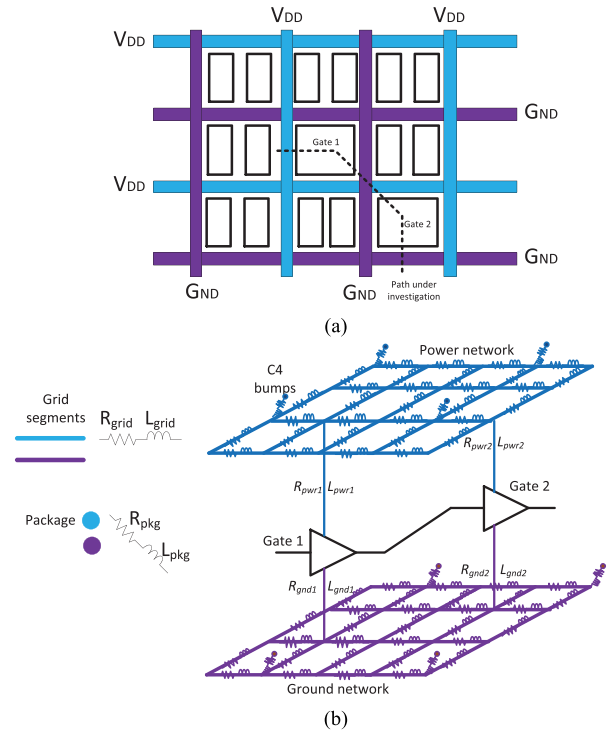 VDD VDD
VDD
GND
Gate 1
VDD
Gate 2
GND
GND GND
Path under
investigation
(a)
C4
bumps
Power network
Grid
segments
Rgrid Lgrid
Rpwr2 Lpwr2
Rpwr1 Lpwr1
Gate 2
Package
Rpkg
Lpkg
Gate 1
Rgnd2 Lgnd2
Rgnd1 Lgnd1
Ground network
(b)